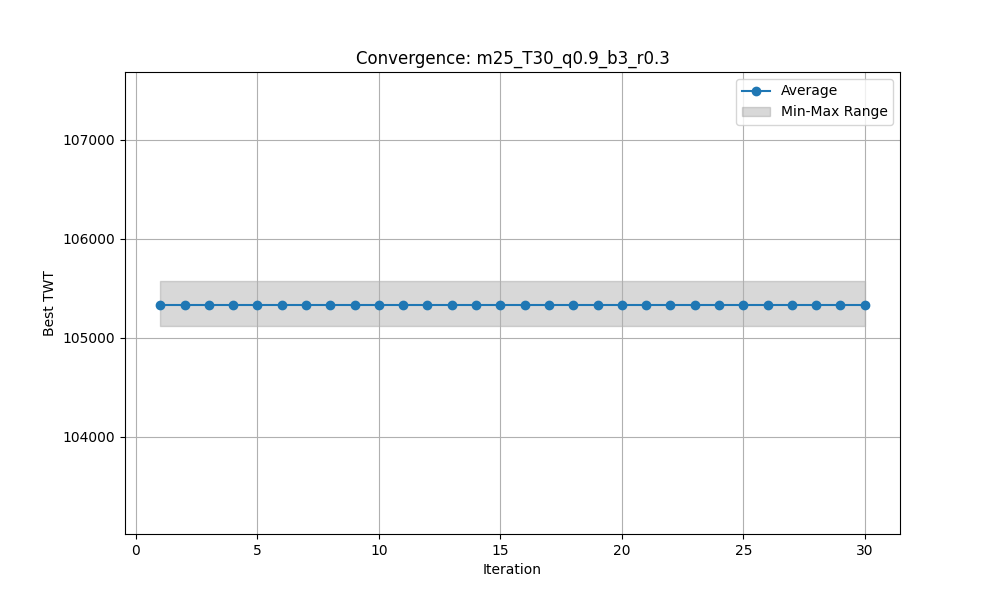 Convergence: m25_T30_q0.9_b3_r0.3
Average
Min-Max Range
107000
106000
105000
104000
Best TWT
0 5 10 15 20 25 30
Iteration